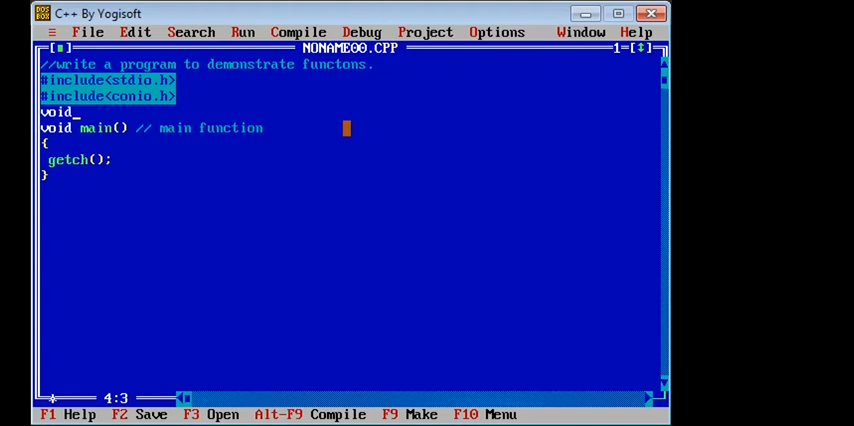 C++ By Yogisoft
≡ File Edit Search Run Compile Debug Project Options Window Help
NONAME00.CPP 1
//write a program to demonstrate functons.
#include<stdio.h>
#include<conio.h>
void_
void main() // main function
{
getch();
}
4:3
F1 Help F2 Save F3 Open Alt-F9 Compile F9 Make F10 Menu